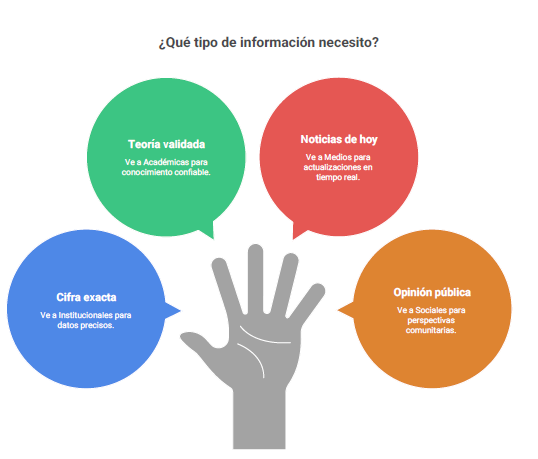 ¿Qué tipo de información necesito?
Teoría validada
Ve a Académicas para
conocimiento confiable.
Noticias de hoy
Ve a Medios para
actualizaciones en
tiempo real.
Cifra exacta
Ve a Institucionales para
datos precisos.
Opinión pública
Ve a Sociales para
perspectivas
comunitarias.